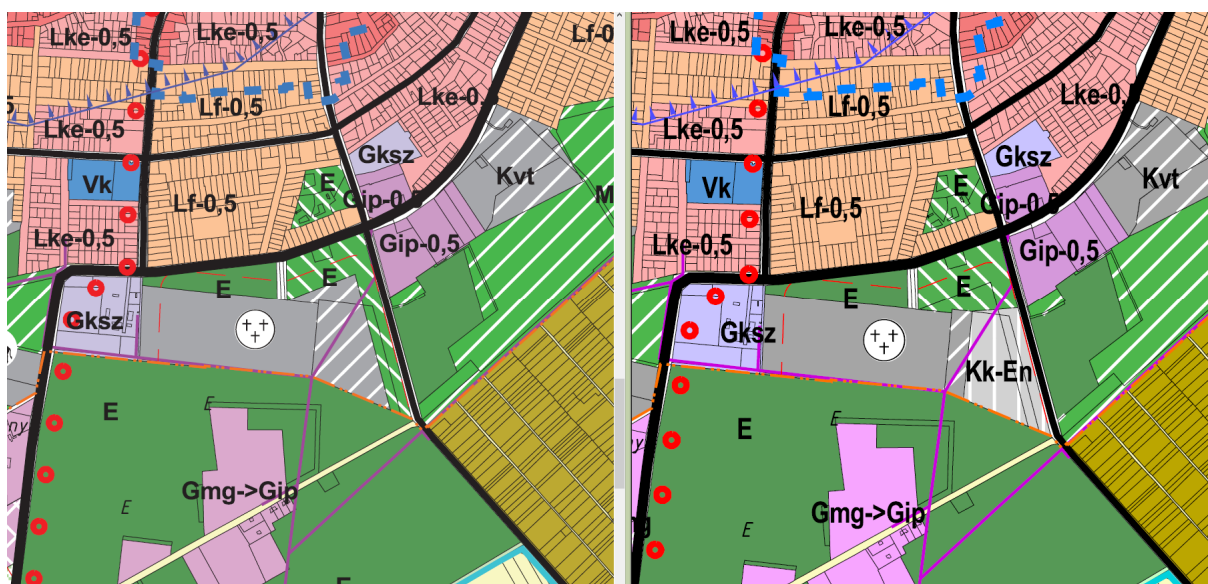 Lke-0,5
Lke-0,5
Lf-0
Lf-0,5
Lke-0,
Lke-0,5
5
Gksz
Kvt
Vk
E
Gip-0,5
M
Lf-0,5
Lke-0,5
Gip-0,5
E
E
Gksz
E
E
Gmg->Gip
E
ny
E
Lke-0,5
Lke-0,5
Lf-0,5
Lke-0,5
Lke-0,5
Gksz
Kvt
Vk
E
Gip-0,5
Lf-0,5
Lke-0,5
Gip-0,5
E
E
Gksz
Kk-En
E
E
Gmg->Gip
E